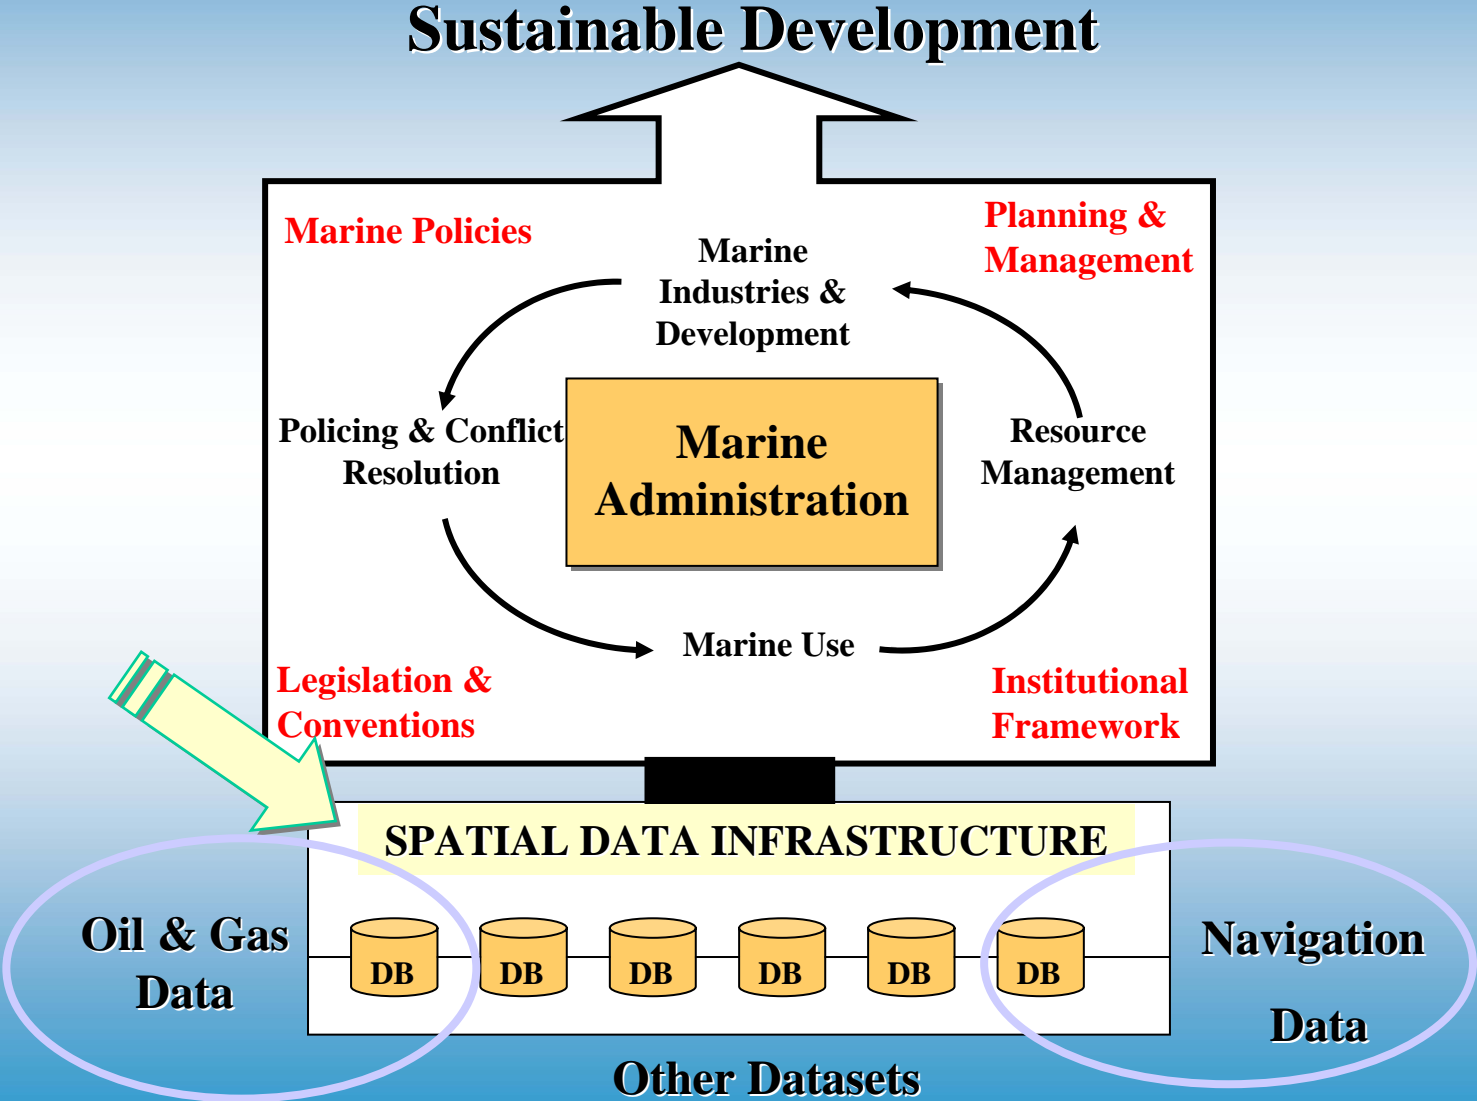 Sustainable Development
Marine Policies
Planning &
Management
Marine
Industries &
Development
Policing & Conflict
Resolution
Marine
Administration
Resource
Management
Marine Use
Legislation &
Conventions
Institutional
Framework
SPATIAL DATA INFRASTRUCTURE
Oil & Gas
Data
DB
DB
DB
DB
DB
DB
Navigation
Data
Other Datasets